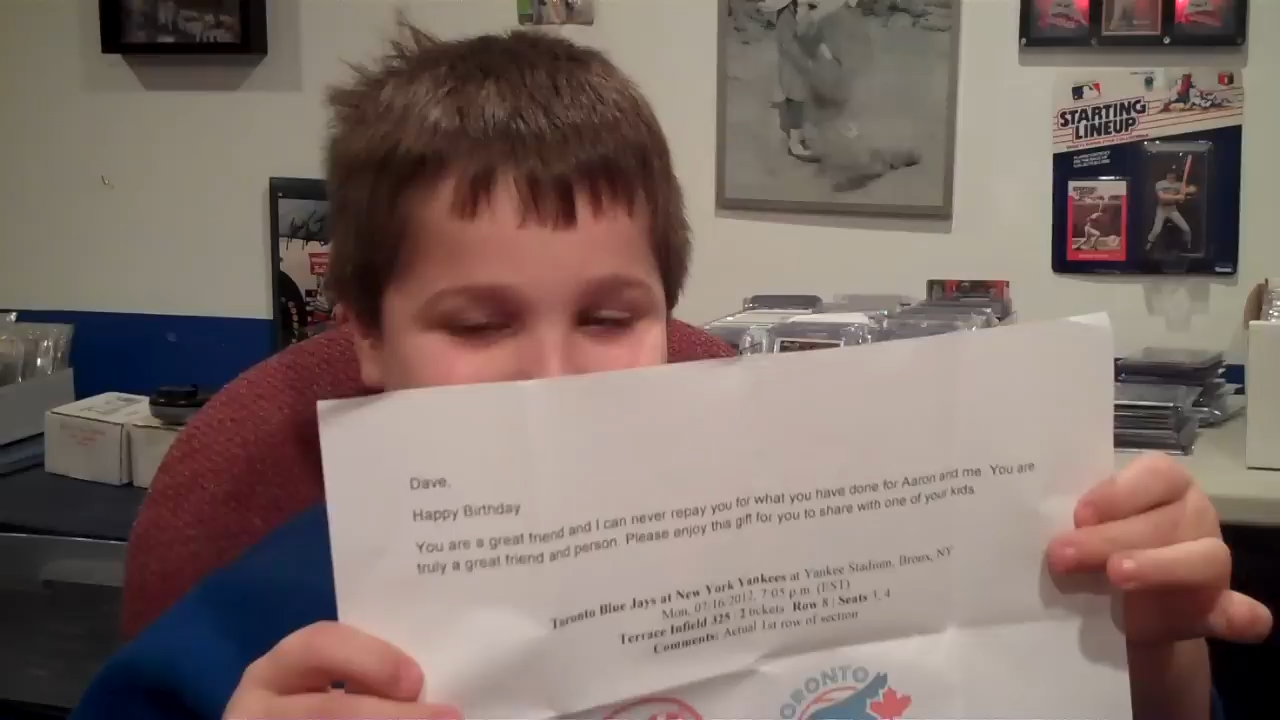 STARTING
LINEUP
Dave,
Happy Birthday
You are a great friend and I can never repay you for what you have done for Aaron and me. You are
truly a great friend and person. Please enjoy this gift for you to share with one of your kids.
Toronto Blue Jays at New York Yankees at Yankee Stadium, Bronx, NY
Mon, 07/16/2012, 7:05 p.m. (EST)
Terrace Infield 325 | 2 tickets Row 8 | Seats 3, 4
Comments: Actual 1st row of section
ORONTO